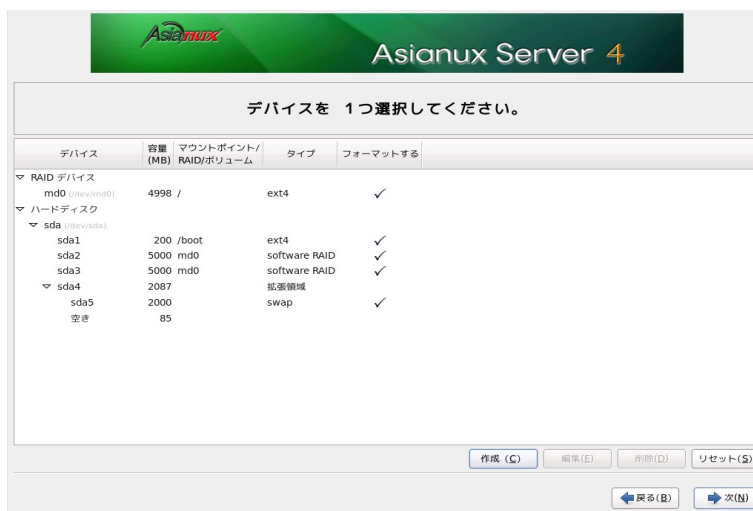 Asianux
Asianux Server 4
デバイスを 1つ選択してください。
デバイス 容量 (MB) マウントポイント/ RAID/ボリューム タイプ フォーマットする
RAID デバイス
md0 (/dev/md0) 4998 / ext4 ✓
ハードディスク
sda (/dev/sda)
sda1 200 /boot ext4 ✓
sda2 5000 md0 software RAID ✓
sda3 5000 md0 software RAID ✓
sda4 2087 拡張領域
sda5 2000 swap ✓
空き 85
作成 (C) 編集(E) 削除(D) リセット(S)
戻る(B) 次(N)